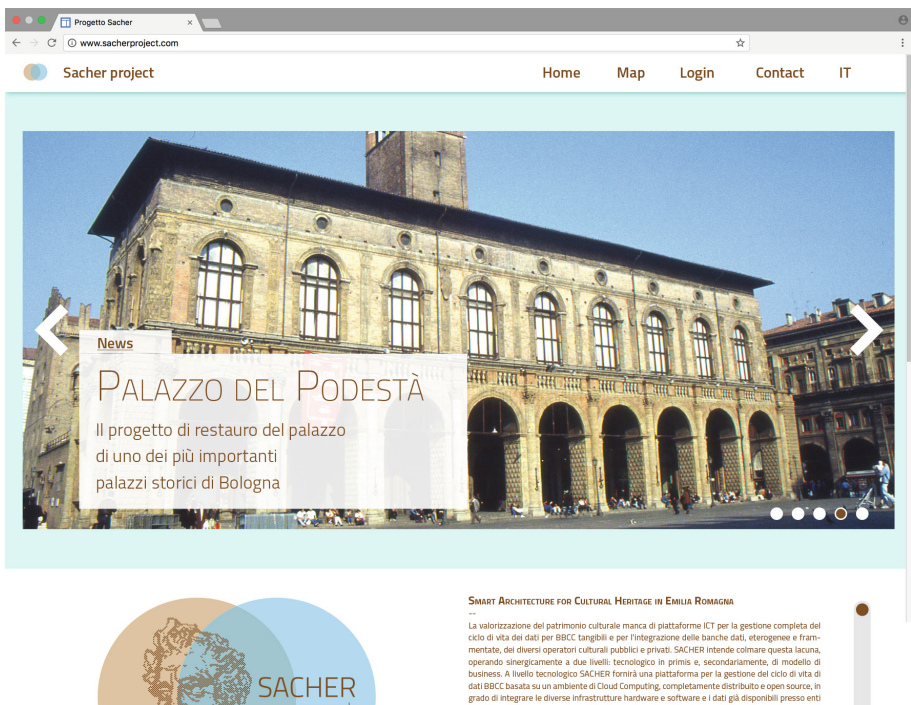 Progetto Sacher
www.sacherproject.com
Sacher project
Home Map Login Contact IT
News
PALAZZO DEL PODESTÀ
Il progetto di restauro del palazzo
di uno dei più importanti
palazzi storici di Bologna
SMART ARCHITECTURE FOR CULTURAL HERITAGE IN EMILIA ROMAGNA
--
La valorizzazione del patrimonio culturale manca di piattaforme ICT per la gestione completa del
ciclo di vita dei dati per BBCC tangibili e per l'integrazione delle banche dati, eterogenee e fram-
mentate, dei diversi operatori culturali pubblici e privati. SACHER intende colmare questa lacuna,
operando sinergicamente a due livelli: tecnologico in primis e, secondariamente, di modello di
business. A livello tecnologico SACHER fornirà una piattaforma per la gestione del ciclo di vita di
dati BBCC basata su un ambiente di Cloud Computing, completamente distribuito e open source, in
grado di integrare le diverse infrastrutture hardware e software e i dati già disponibili presso enti
SACHER